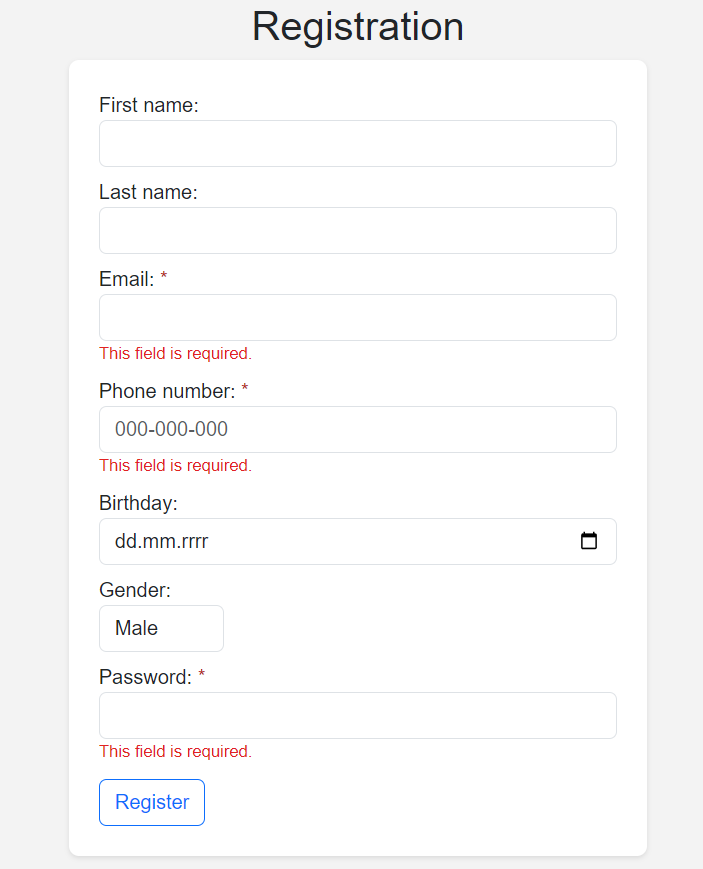 Registration
First name:
Last name:
Email: *
This field is required.
Phone number: *
000-000-000
This field is required.
Birthday:
dd.mm.rrrr
Gender:
Male
Password: *
This field is required.
Register